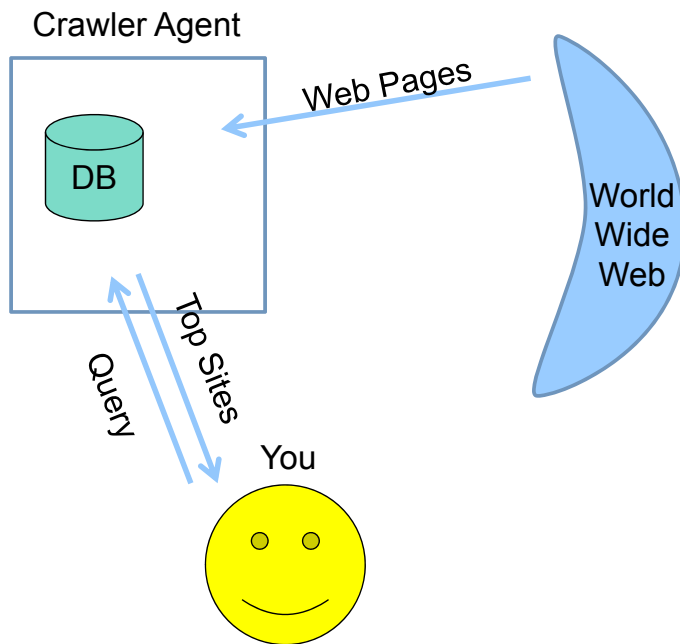 Crawler Agent
Web Pages
DB
World
Wide
Web
Top Sites
Query
You